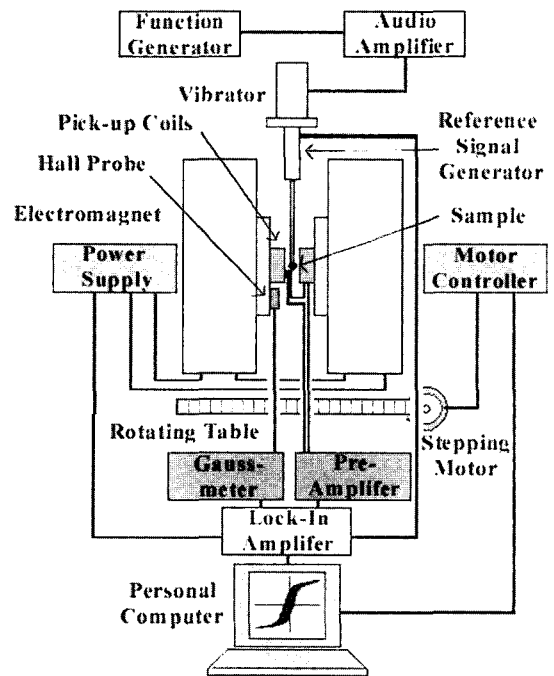 Function
Generator
Audio
Amplifier
Vibrator
Pick-up Coils
Hall Probe
Electromagnet
Reference
Signal
Generator
Sample
Power
Supply
Motor
Controller
Rotating Table
Stepping
Motor
Gauss-
meter
Pre-
Amplifer
Lock-In
Amplifer
Personal
Computer